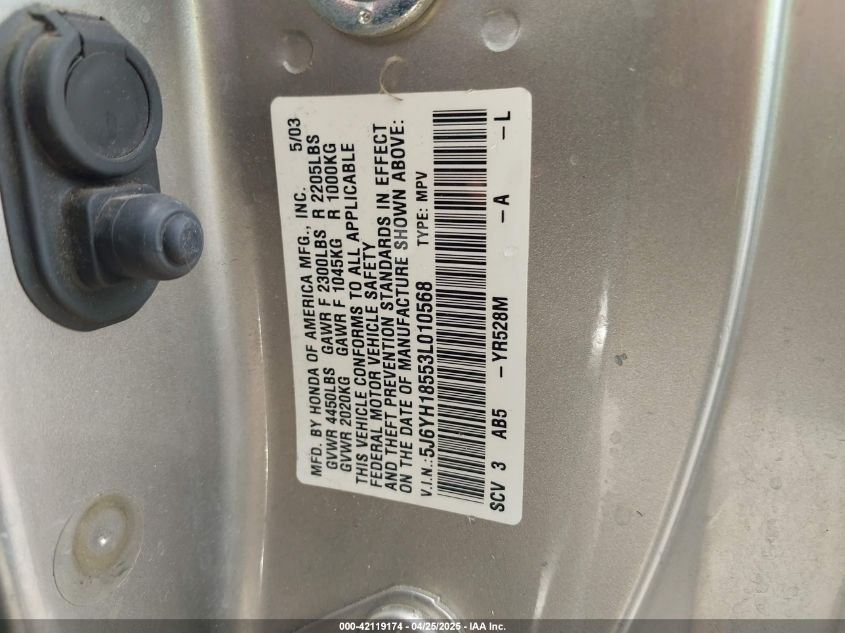 MFD. BY HONDA OF AMERICA MFG., INC. 5/03
GVWR 4450LBS GAWR F 2300LBS R 2205LBS
GVWR 2020KG GAWR F 1045KG R 1000KG
THIS VEHICLE CONFORMS TO ALL APPLICABLE
FEDERAL MOTOR VEHICLE SAFETY
AND THEFT PREVENTION STANDARDS IN EFFECT
ON THE DATE OF MANUFACTURE SHOWN ABOVE:
V.I.N.: 5J6YH18553L010568 TYPE: MPV
SCV 3 AB5 - YR528M - A - L
000-42119174 - 04/25/2025 - IAA Inc.